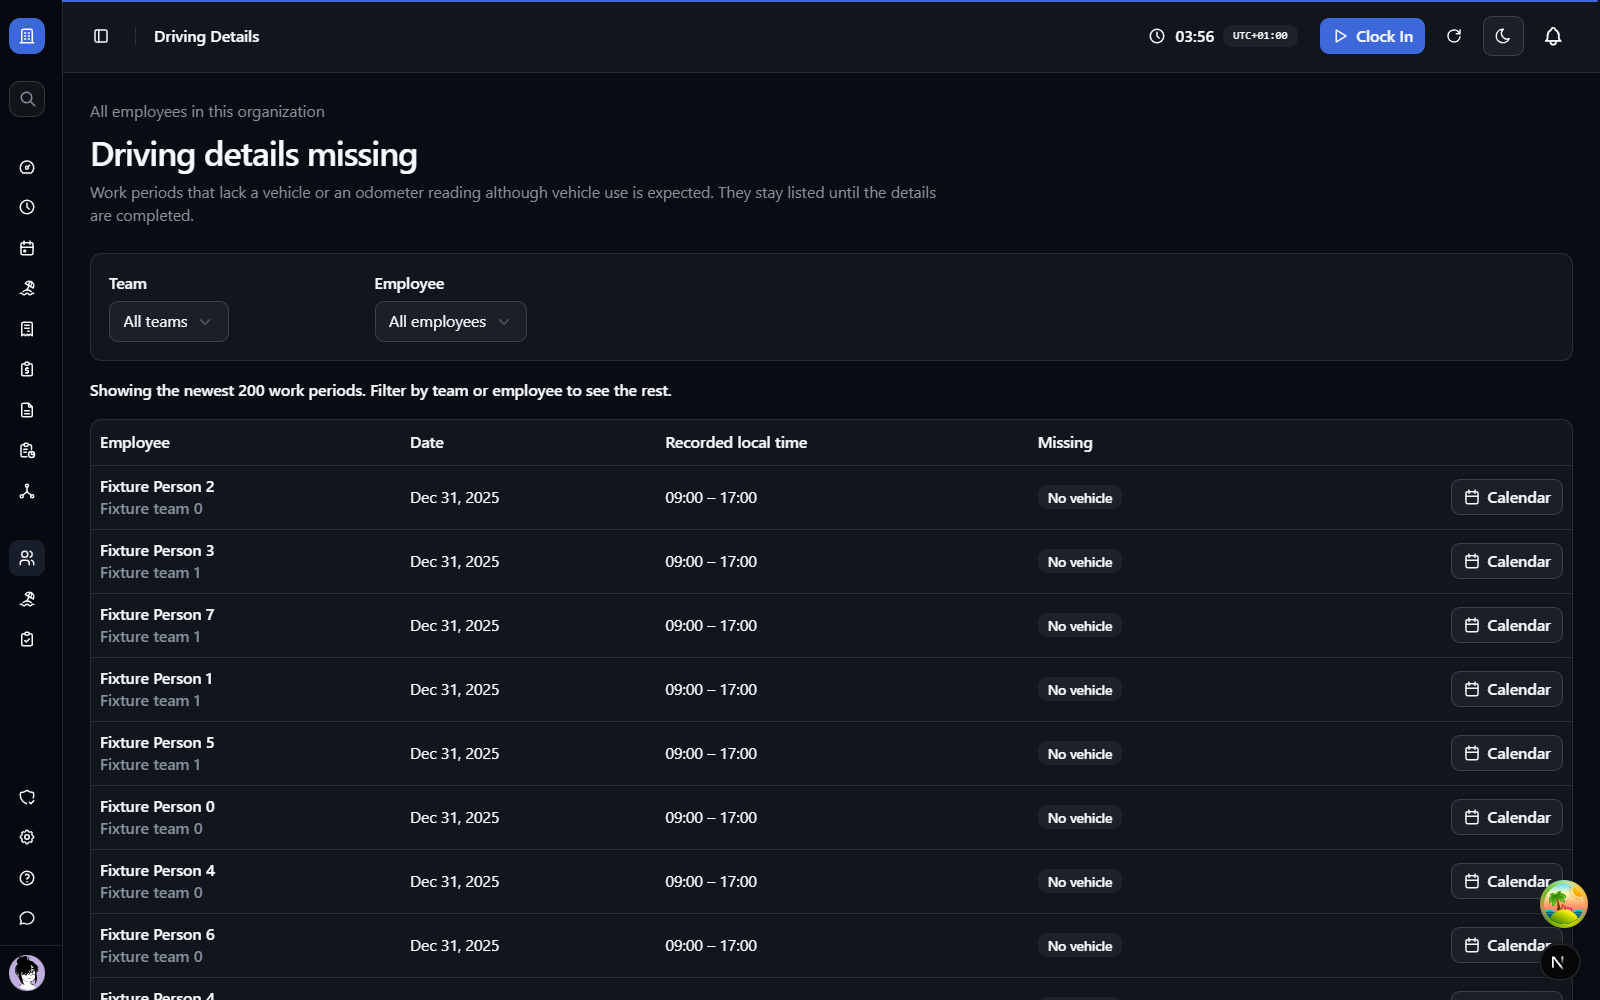 Driving Details
03:56
UTC+01:00
Clock In
All employees in this organization
Driving details missing
Work periods that lack a vehicle or an odometer reading although vehicle use is expected. They stay listed until the details
are completed.
Team
Employee
All teams
All employees
Showing the newest 200 work periods. Filter by team or employee to see the rest.
Employee
Date
Recorded local time
Missing
Fixture Person 2
Fixture team 0
Dec 31, 2025
09:00 – 17:00
No vehicle
Calendar
Fixture Person 3
Fixture team 1
Dec 31, 2025
09:00 – 17:00
No vehicle
Calendar
Fixture Person 7
Fixture team 1
Dec 31, 2025
09:00 – 17:00
No vehicle
Calendar
Fixture Person 1
Fixture team 1
Dec 31, 2025
09:00 – 17:00
No vehicle
Calendar
Fixture Person 5
Fixture team 1
Dec 31, 2025
09:00 – 17:00
No vehicle
Calendar
Fixture Person 0
Fixture team 0
Dec 31, 2025
09:00 – 17:00
No vehicle
Calendar
Fixture Person 4
Fixture team 0
Dec 31, 2025
09:00 – 17:00
No vehicle
Calendar
Fixture Person 6
Fixture team 0
Dec 31, 2025
09:00 – 17:00
No vehicle
Calendar
N
Fixture Person 4